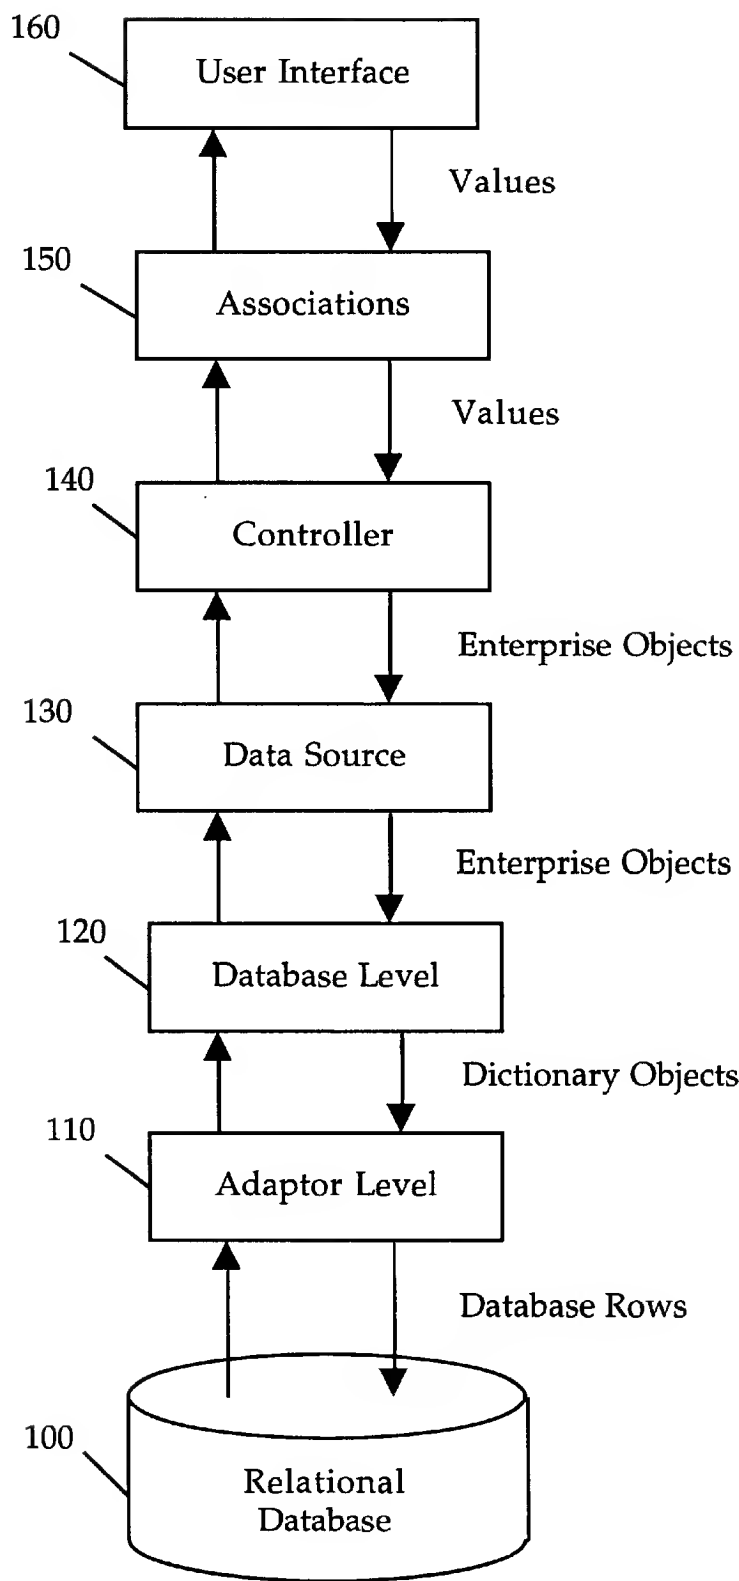 160
User Interface
Values
150
Associations
Values
140
Controller
Enterprise Objects
130
Data Source
Enterprise Objects
120
Database Level
Dictionary Objects
110
Adaptor Level
Database Rows
100
Relational
Database